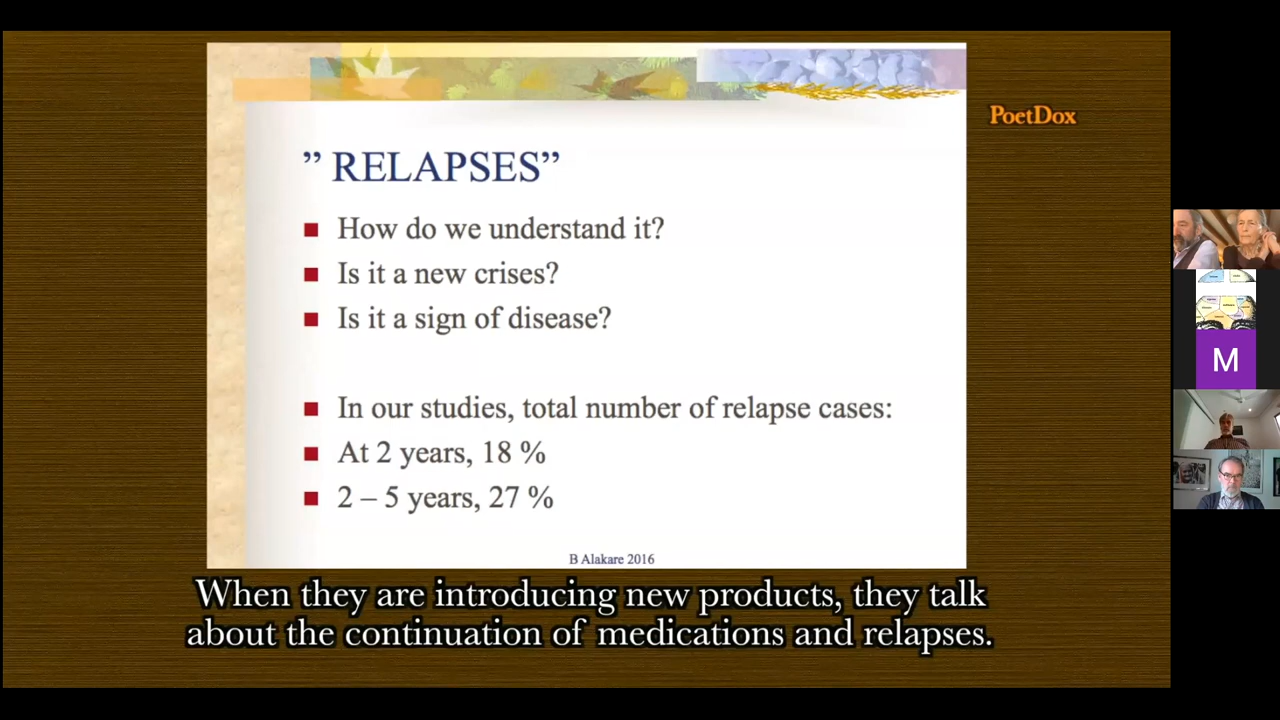 PoetDox
” RELAPSES”
How do we understand it?
Is it a new crises?
Is it a sign of disease?
In our studies, total number of relapse cases:
At 2 years, 18 %
2 – 5 years, 27 %
B Alakare 2016
When they are introducing new products, they talk
about the continuation of medications and relapses.
M